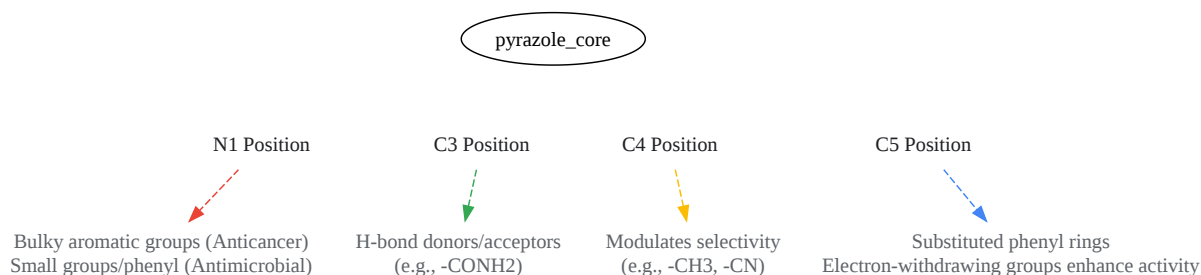 pyrazole_core
N1 Position
C3 Position
C4 Position
C5 Position
Bulky aromatic groups (Anticancer)
Small groups/phenyl (Antimicrobial)
H-bond donors/acceptors
(e.g., -CONH2)
Modulates selectivity
(e.g., -CH3, -CN)
Substituted phenyl rings
Electron-withdrawing groups enhance activity